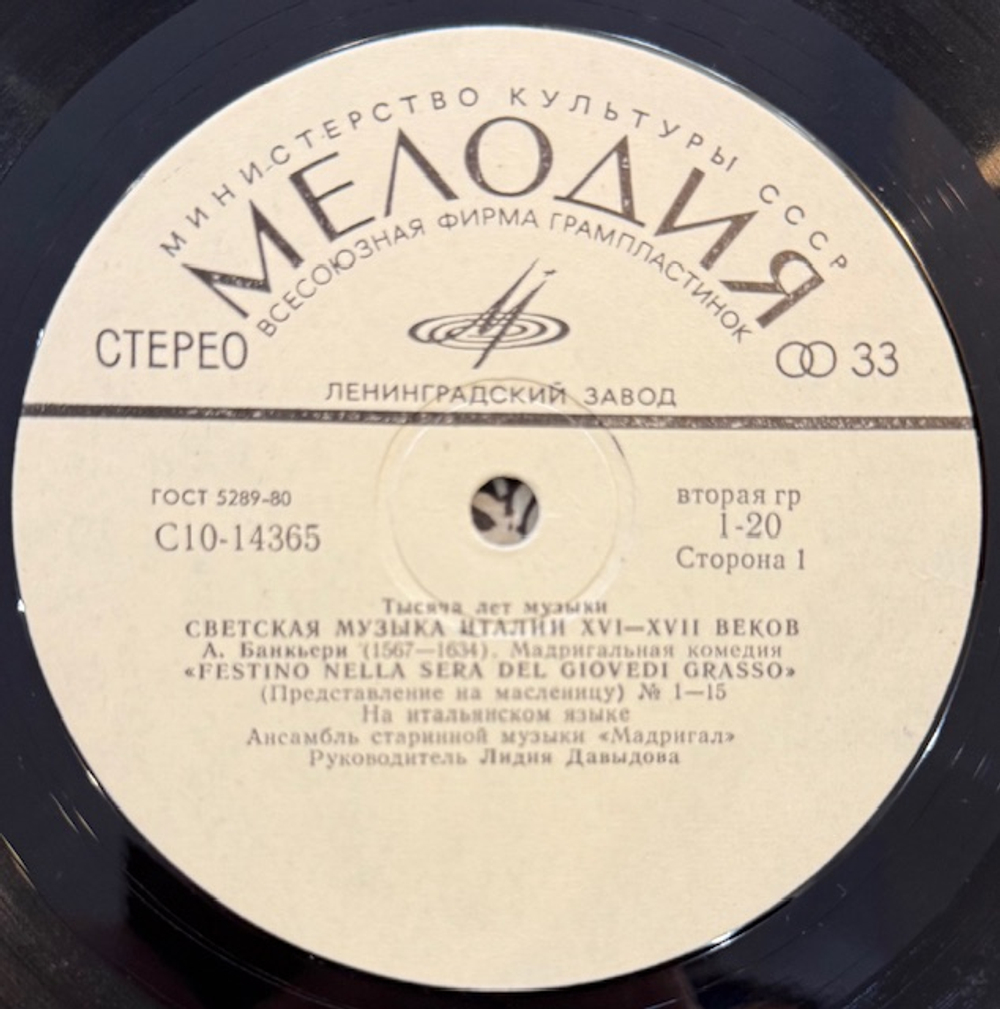 МИНИСТЕРСТВО КУЛЬТУРЫ СССР
МЕЛОДИЯ
ВСЕСОЮЗНАЯ ФИРМА ГРАМПЛАСТИНОК
СТЕРЕО
33
ЛЕНИНГРАДСКИЙ ЗАВОД
ГОСТ 5289-80
С10-14365
вторая гр
1-20
Сторона 1
Тысяча лет музыки
СВЕТСКАЯ МУЗЫКА ИТАЛИИ XVI—XVII ВЕКОВ
А. Банкьери (1567—1634). Мадригальная комедия
«FESTINO NELLA SERA DEL GIOVEDI GRASSO»
(Представление на масленицу) № 1—15
На итальянском языке
Ансамбль старинной музыки «Мадригал»
Руководитель Лидия Давыдова